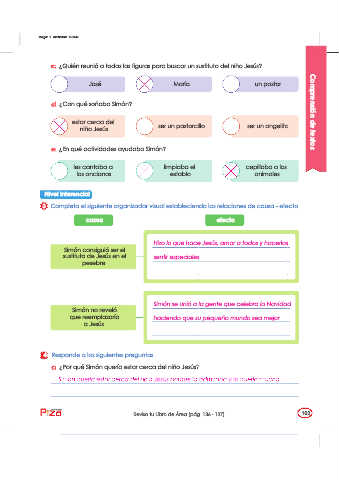 c) ¿Quién reunió a todas las figuras para buscar un sustituto del niño Jesús?
José
María
un pastor
d) ¿Con qué soñaba Simón?
estar cerca del
niño Jesús
ser un pastorcillo
ser un angelito
e) ¿En qué actividades ayudaba Simón?
les cantaba a
los ancianos
limpiaba el
establo
cepillaba a los
animales
Comprensión de textos
Nivel inferencial
Completa el siguiente organizador visual estableciendo las relaciones de causa - efecto
causa
efecto
Simón consiguió ser el
sustituto de Jesús en el
pesebre
Hizo lo que hace Jesús, amar a todos y hacerlos
sentir especiales
Simón no reveló
que reemplazaría
a Jesús
Simón se unió a la gente que celebra la Navidad
haciendo que su pequeño mundo sea mejor
Responde a las siguientes preguntas
a) ¿Por qué Simón quería estar cerca del niño Jesús?
Revisa tu Libro de Área (pág. 136 - 137)
103